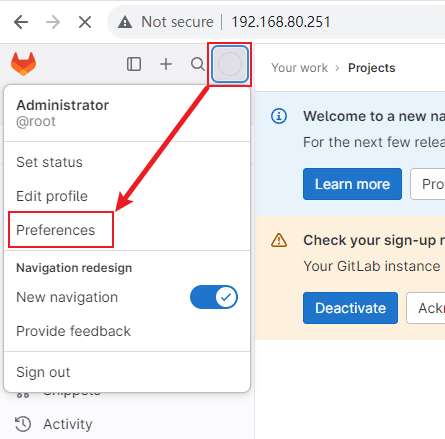 Not secure
192.168.80.251
Your work › Projects
Administrator
@root
Set status
Edit profile
Preferences
Navigation redesign
New navigation
Provide feedback
Sign out
Snippets
Activity
Welcome to a new na
For the next few relea
Learn more
Pro
Check your sign-up r
Your GitLab instance
Deactivate
Ackn